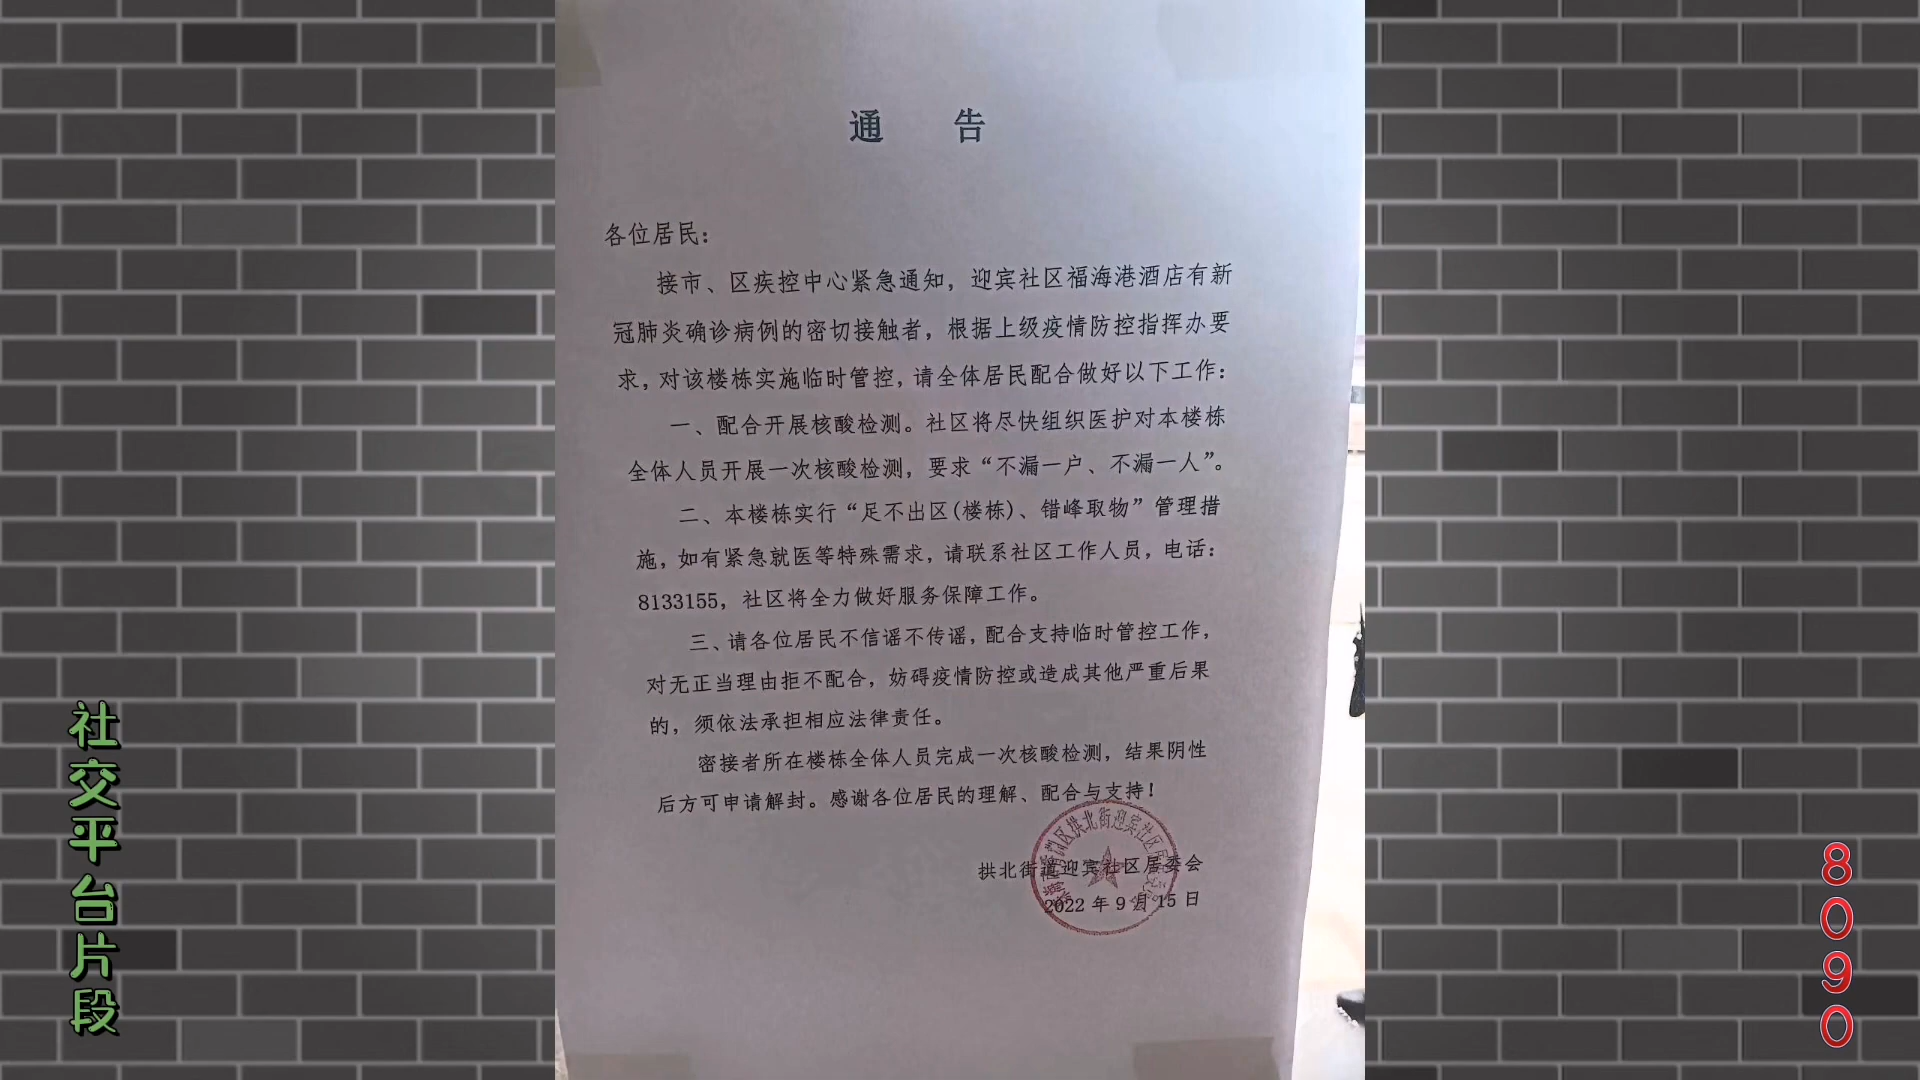 通 告
各位居民：
接市、区疾控中心紧急通知，迎宾社区福海港酒店有新
冠肺炎确诊病例的密切接触者，根据上级疫情防控指挥办要
求，对该楼栋实施临时管控，请全体居民配合做好以下工作：
一、配合开展核酸检测。社区将尽快组织医护对本楼栋
全体人员开展一次核酸检测，要求“不漏一户、不漏一人”。
二、本楼栋实行“足不出区(楼栋)、错峰取物”管理措
施，如有紧急就医等特殊需求，请联系社区工作人员，电话：
8133155，社区将全力做好服务保障工作。
三、请各位居民不信谣不传谣，配合支持临时管控工作，
对无正当理由拒不配合，妨碍疫情防控或造成其他严重后果
的，须依法承担相应法律责任。
密接者所在楼栋全体人员完成一次核酸检测，结果阴性
后方可申请解封。感谢各位居民的理解、配合与支持！
拱北街道迎宾社区居委会
2022 年 9 月 15 日
社交平台片段
8090